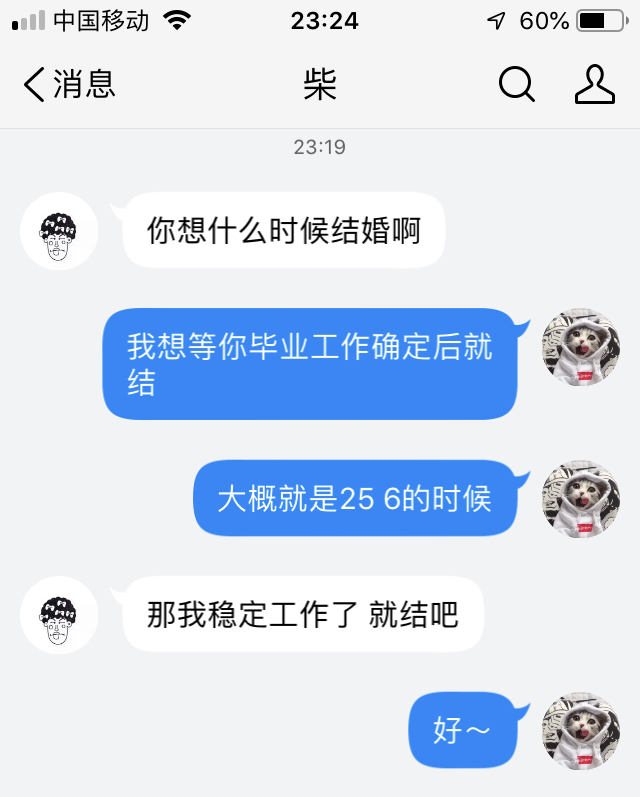 中国移动 23:24 60%
消息 柴
23:19
你想什么时候结婚啊
我想等你毕业工作确定后就
结
大概就是25 6的时候
那我稳定工作了 就结吧
好～